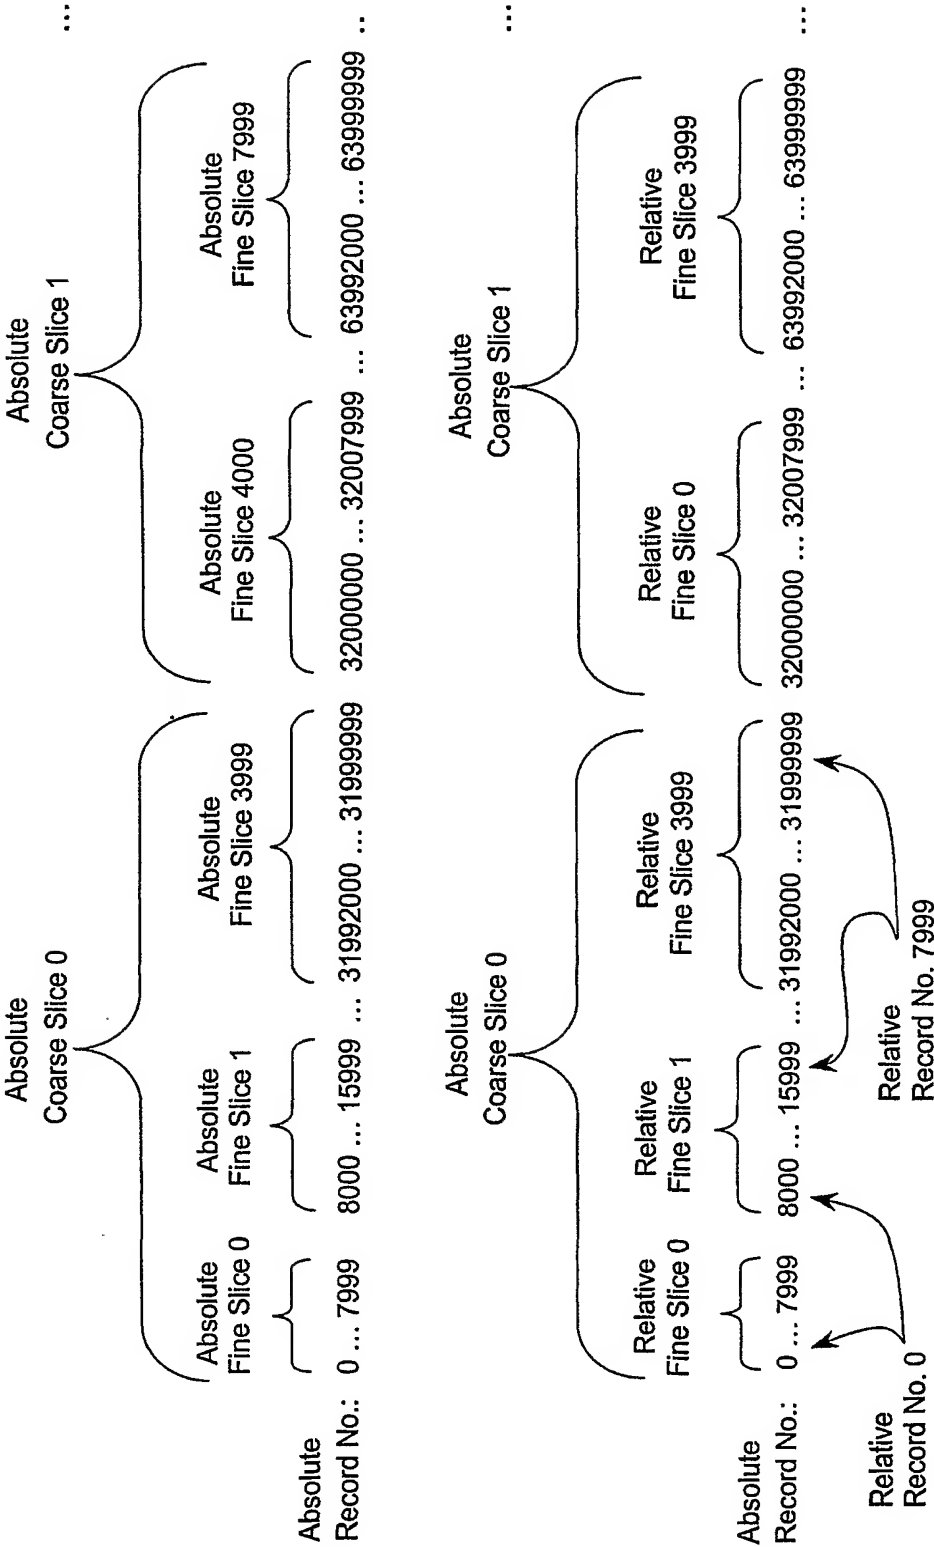 Absolute
Coarse Slice 0
Absolute
Coarse Slice 1
...
Absolute
Fine Slice 0
Absolute
Fine Slice 1
Absolute
Fine Slice 3999
Absolute
Fine Slice 4000
Absolute
Fine Slice 7999
Absolute
Record No.: 0 ... 7999 8000 ... 15999 ... 31992000 ... 31999999 32000000 ... 32007999 ... 63992000 ... 63999999 ..
Absolute
Coarse Slice 0
Absolute
Coarse Slice 1
...
Relative
Fine Slice 0
Relative
Fine Slice 1
Relative
Fine Slice 3999
Relative
Fine Slice 0
Relative
Fine Slice 3999
Absolute
Record No.: 0 ... 7999 8000 ... 15999 ... 31992000 ... 31999999 32000000 ... 32007999 ... 63992000 ... 63999999 ...
Relative
Record No. 0
Relative
Record No. 7999